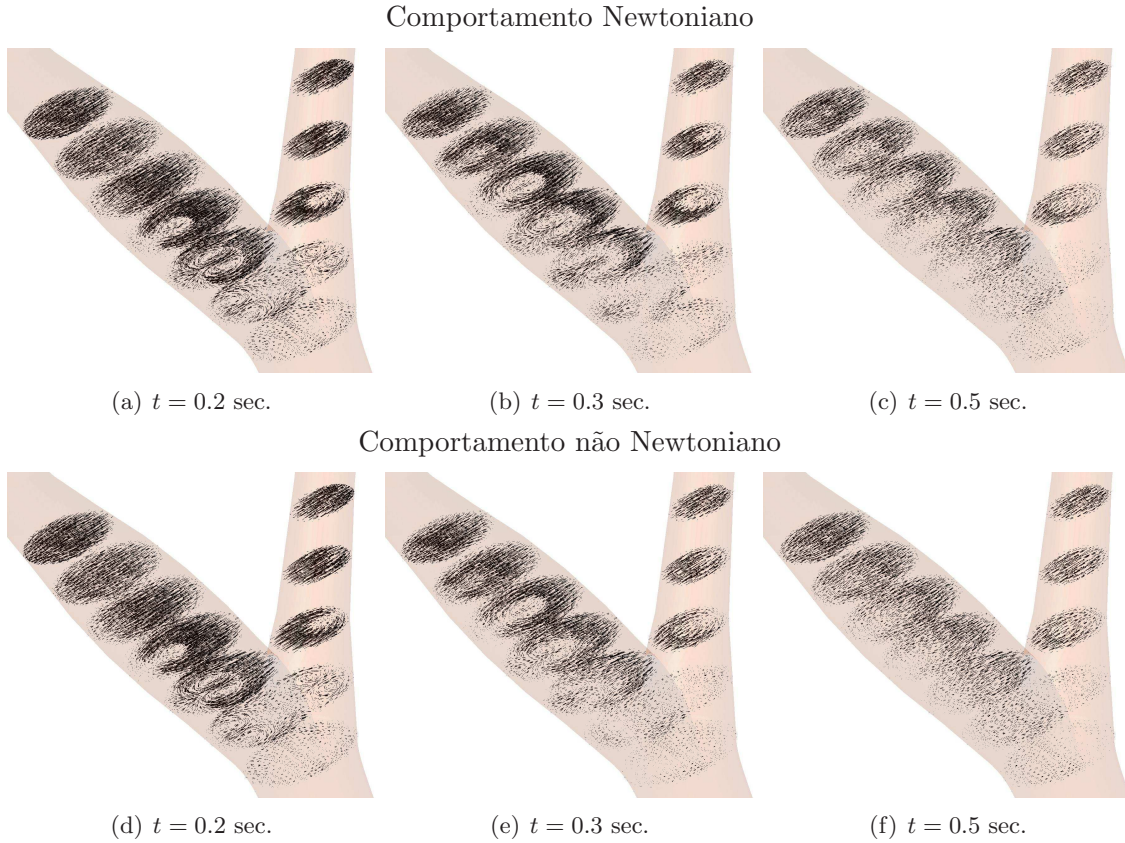 Comportamento Newtoniano
(a) t = 0.2 sec.
(b) t = 0.3 sec.
(c) t = 0.5 sec.
Comportamento não Newtoniano
(d) t = 0.2 sec.
(e) t = 0.3 sec.
(f) t = 0.5 sec.